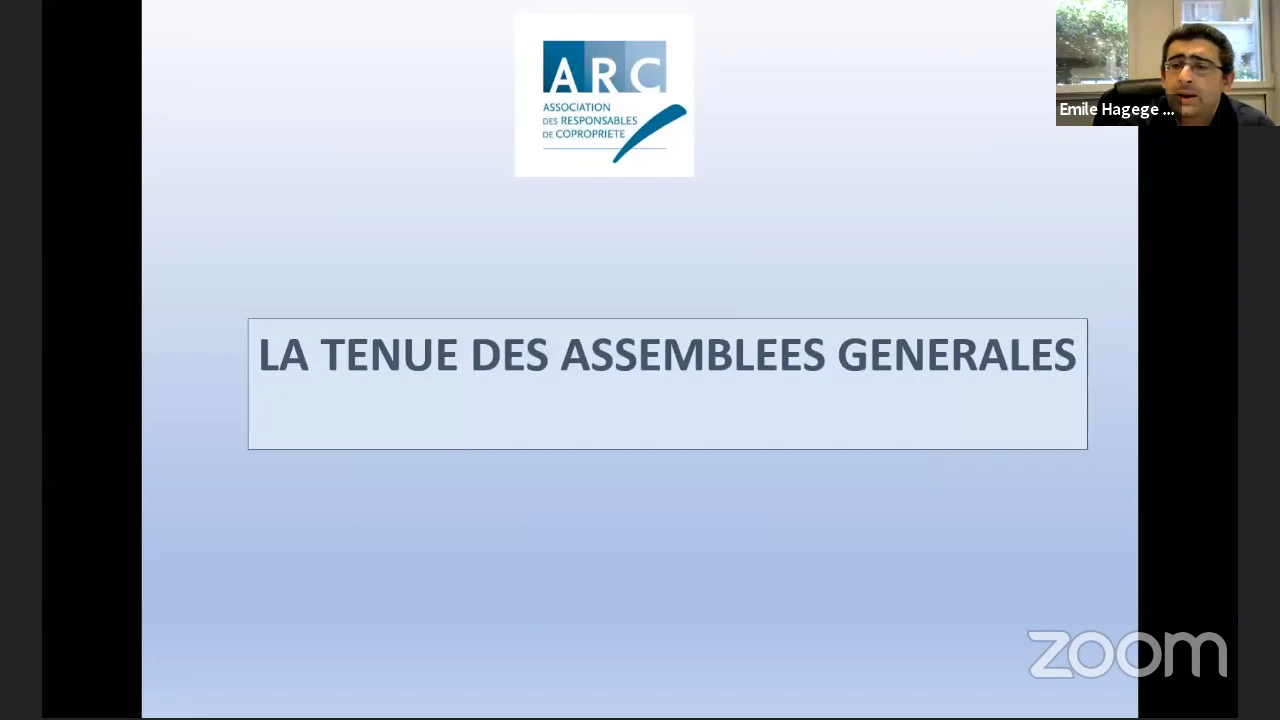 ARC
ASSOCIATION
DES RESPONSABLES
DE COPROPRIETE
Emile Hagege ...
LA TENUE DES ASSEMBLEES GENERALES
zoom